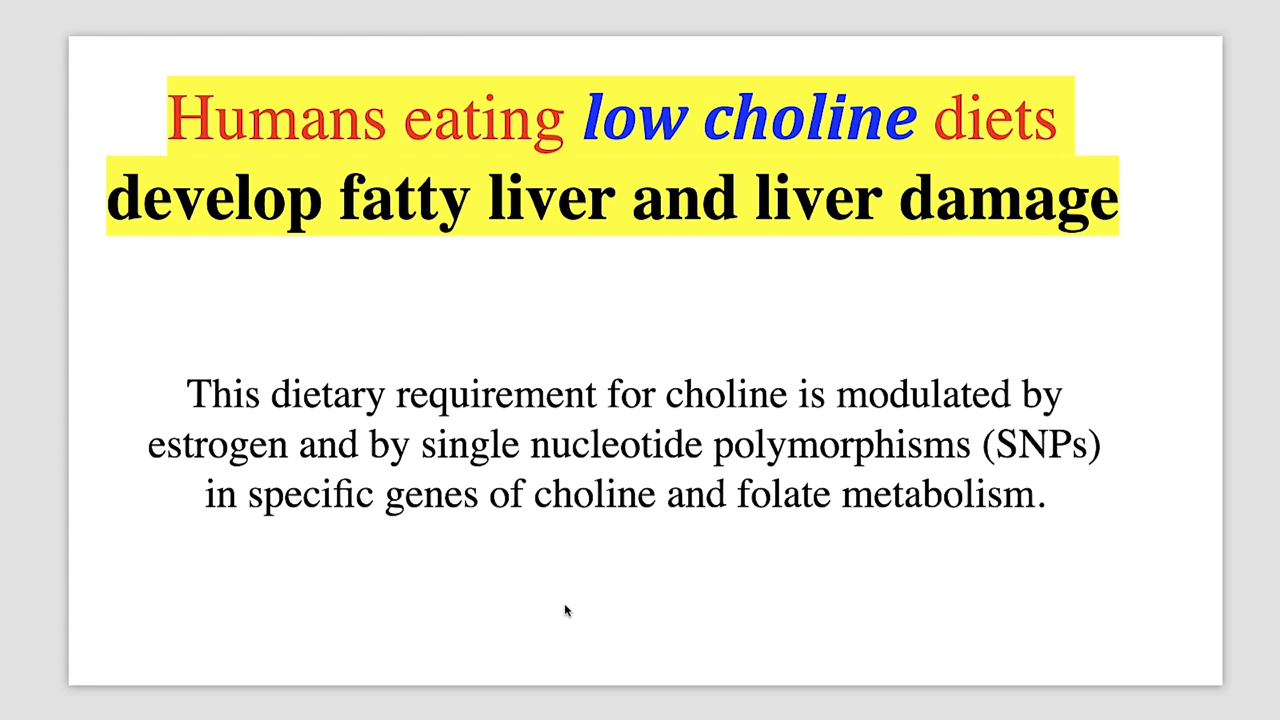 Humans eating low choline diets
develop fatty liver and liver damage
This dietary requirement for choline is modulated by
estrogen and by single nucleotide polymorphisms (SNPs)
in specific genes of choline and folate metabolism.